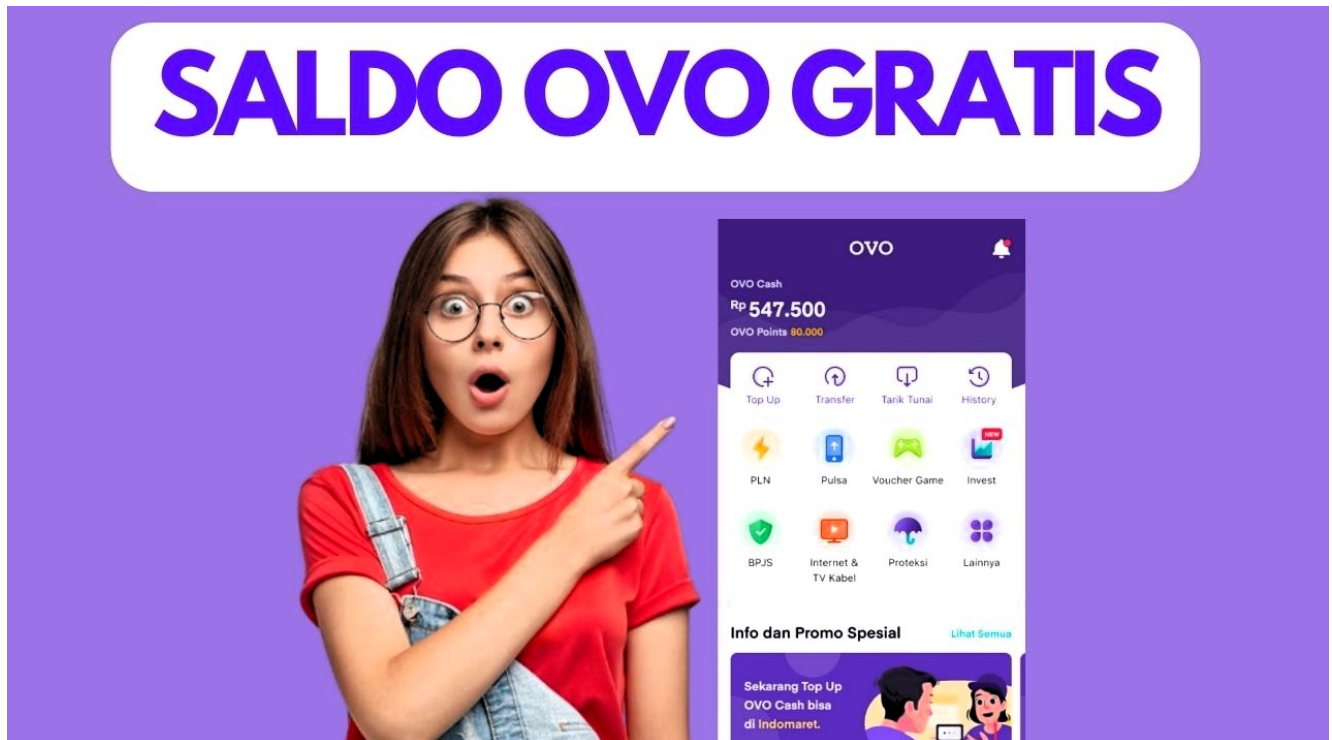 SALDO OVO GRATIS
OVO
OVO Cash
Rp 547.500
OVO Points 80.000
Top Up Transfer Tarik Tunai History
NEW
PLN Pulsa Voucher Game Invest
BPJS Internet & Proteksi Lainnya
TV Kabel
Info dan Promo Spesial Lihat Semua
Sekarang Top Up
OVO Cash bisa
di Indomaret.